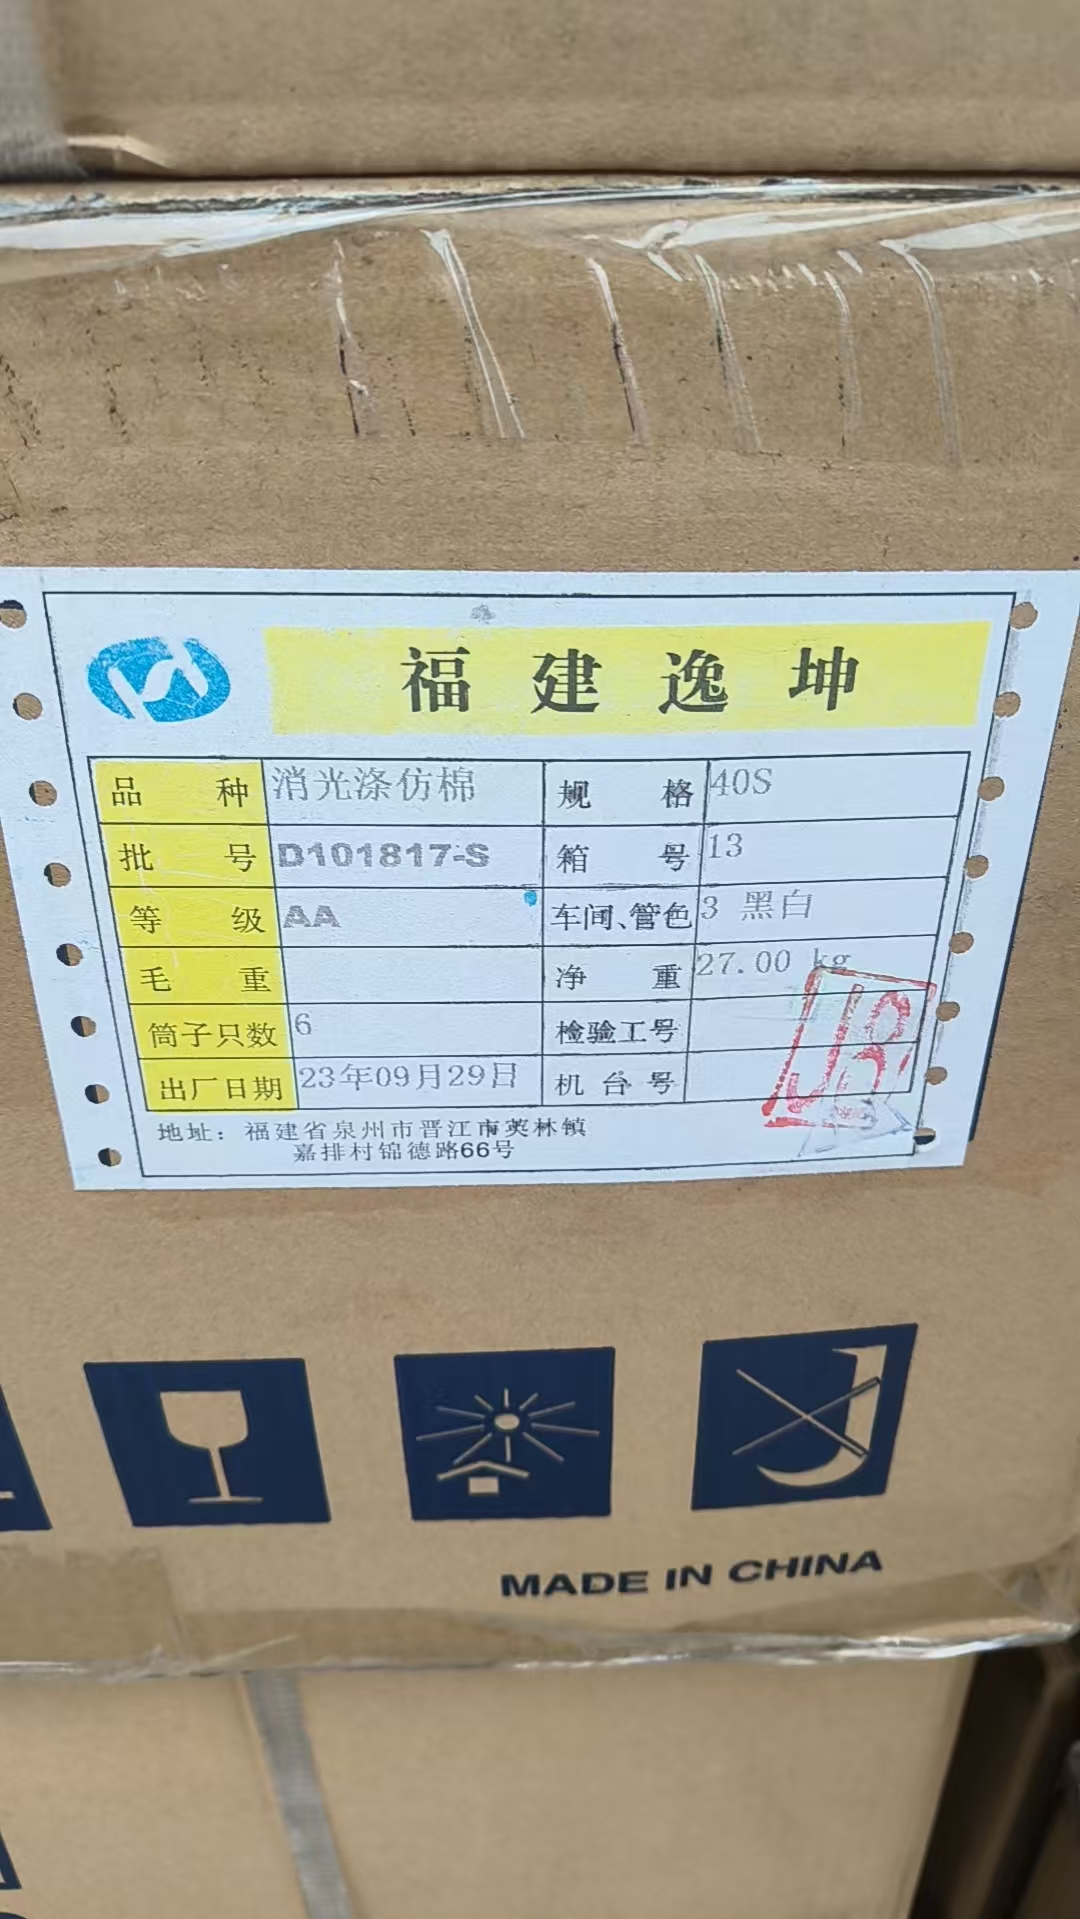 福建逸坤
品种 消光涤仿棉 规格 40S
批号 D101817-S 箱号 13
等级 AA 车间、管色 3 黑白
毛重 净重 27.00 kg
筒子只数 6 检验工号
出厂日期 23年09月29日 机台号
地址：福建省泉州市晋江市英林镇
嘉排村锦德路66号
MADE IN CHINA